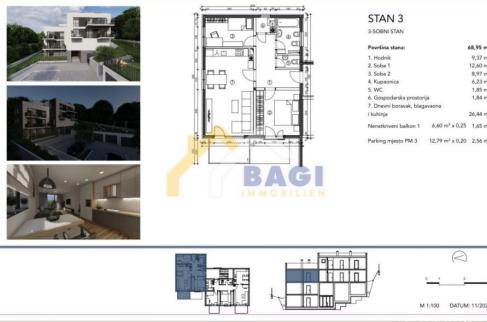 STAN 3
3-SOBNI STAN
Površina stana: 68,95 m
1. Hodnik 9,37 m
2. Soba 1 12,60 m
3. Soba 2 8,97 m
4. Kupaonica 6,23 m
5. WC 1,85 m
6. Gospodarska prostorija 1,84 m
7. Dnevni boravak, blagavaona
i kuhinja 26,44 m
Nenatkriveni balkon 1 6,60 m² x 0,25 1,65 m
Parking mjesto PM 3 12,79 m² x 0,20 2,56 m
BAGI
IMMOBILIEN
M 1:100 DATUM: 11/202